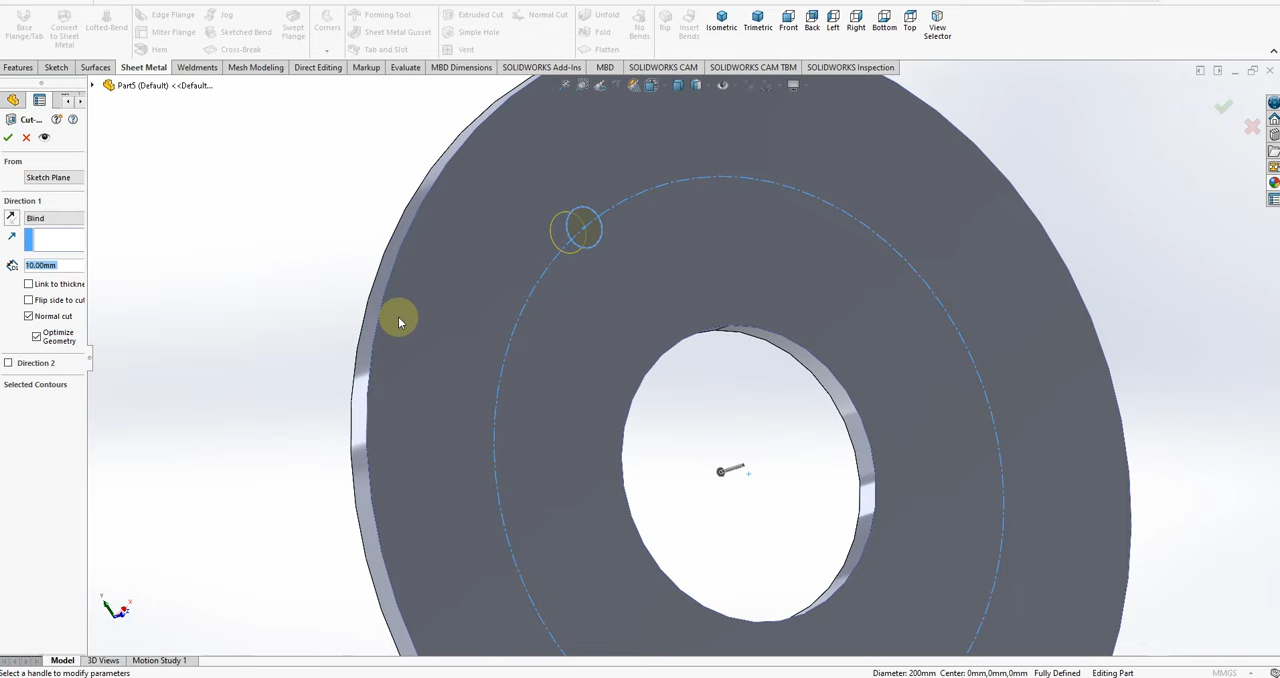 Base Flange/Tab
Convert to Sheet Metal
Lofted-Bend
Edge Flange
Miter Flange
Hem
Jog
Sketched Bend
Cross-Break
Swept Flange
Corners
Forming Tool
Sheet Metal Gusset
Tab and Slot
Extruded Cut
Simple Hole
Vent
Normal Cut
Unfold
Fold
Flatten
No Bends
Rip
Insert Bends
Isometric
Trimetric
Front
Back
Left
Right
Bottom
Top
View Selector
Features
Sketch
Surfaces
Sheet Metal
Weldments
Mesh Modeling
Direct Editing
Markup
Evaluate
MBD Dimensions
SOLIDWORKS Add-Ins
MBD
SOLIDWORKS CAM
SOLIDWORKS CAM TBM
SOLIDWORKS Inspection
Part5 (Default) <<Default...
Cut-...
From
Sketch Plane
Direction 1
Blind
10.00mm
Link to thickne
Flip side to cu
Normal cut
Optimize
Geometry
Direction 2
Selected Contours
Model
3D Views
Motion Study 1
Select a handle to modify parameters
Diameter: 200mm Center: 0mm,0mm,0mm
Fully Defined
Editing Part
MMGS